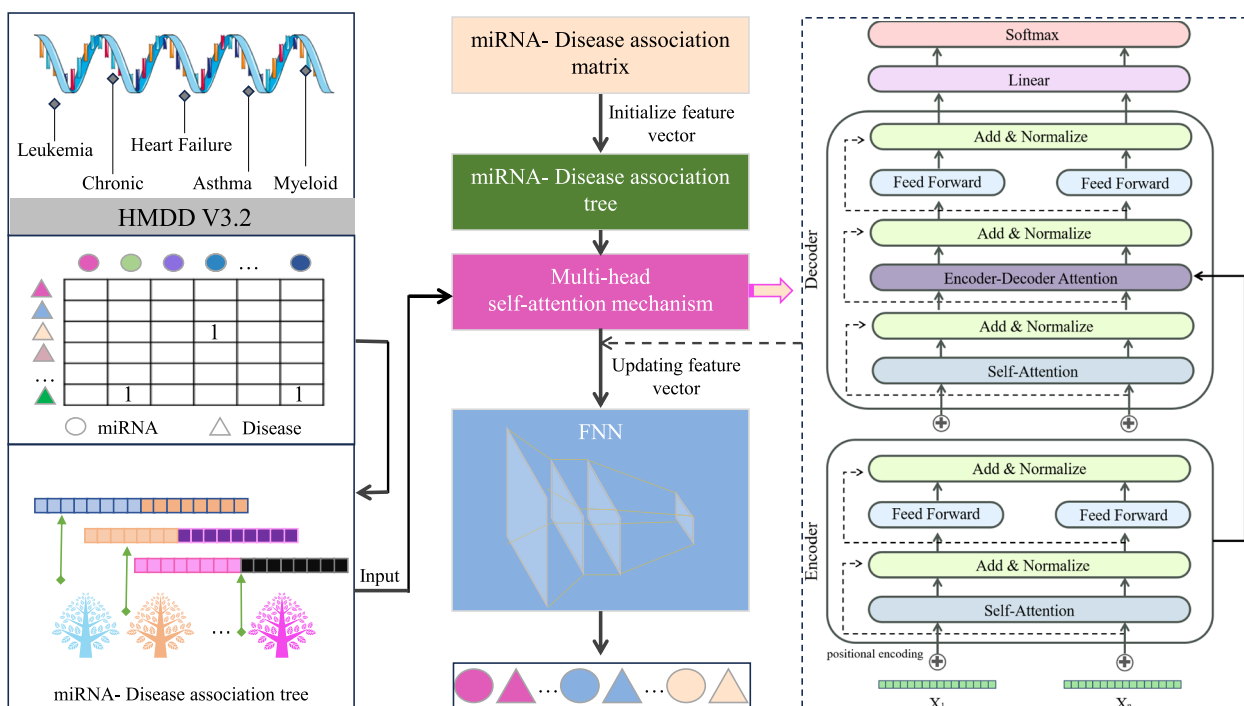 Leukemia
Heart Failure
Chronic
Asthma
Myeloid
HMDD V3.2
...
1
...
1
1
miRNA
Disease
...
miRNA- Disease association tree
Input
miRNA- Disease association
matrix
Initialize feature
vector
miRNA- Disease association
tree
Multi-head
self-attention mechanism
Updating feature
vector
FNN
...
...
Softmax
Linear
Add & Normalize
Feed Forward
Feed Forward
Add & Normalize
Encoder-Decoder Attention
Add & Normalize
Self-Attention
Decoder
Add & Normalize
Feed Forward
Feed Forward
Add & Normalize
Self-Attention
Encoder
positional encoding